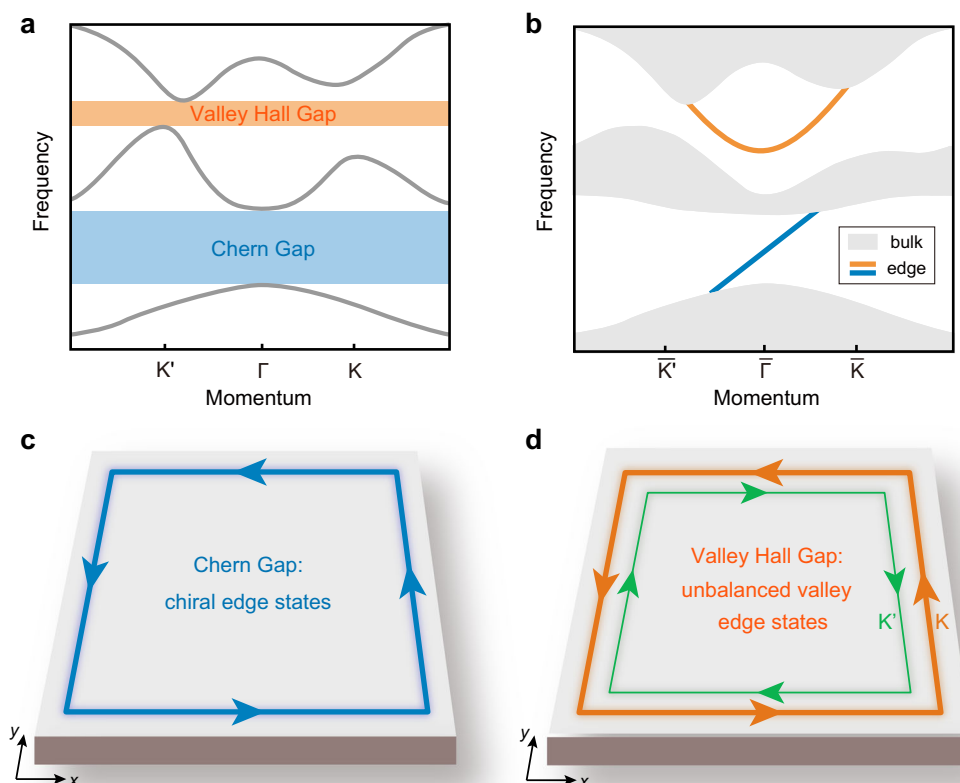 a
Valley Hall Gap
Chern Gap
Frequency
K' Γ K
Momentum
b
bulk
edge
Frequency
K̅' Γ̅ K̅
Momentum
c
Chern Gap:
chiral edge states
y
x
d
Valley Hall Gap:
unbalanced valley
edge states
K’ K
y
x